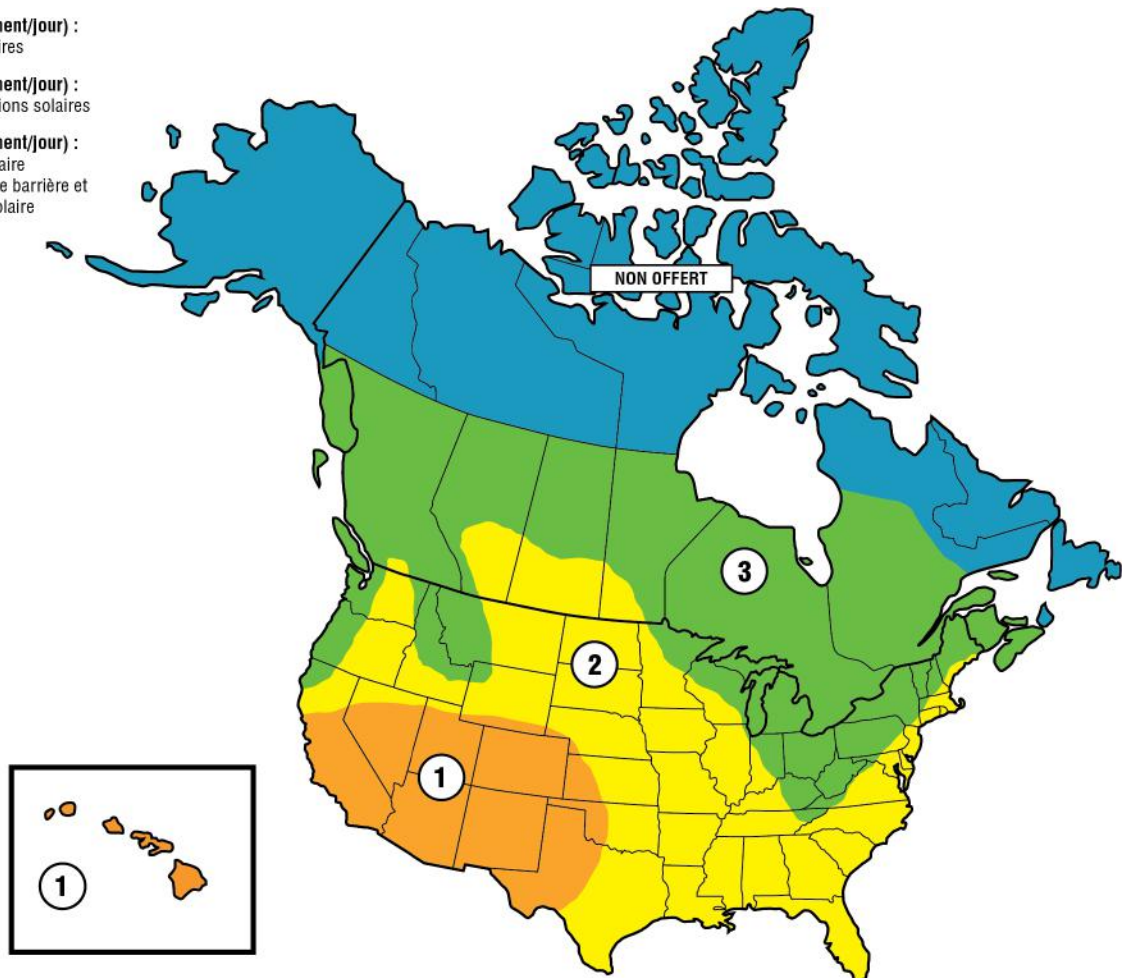 ment/jour) :
ires
ment/jour) :
ions solaires
ment/jour) :
aire
e barrière et
olaire
NON OFFERT
3
2
1
1